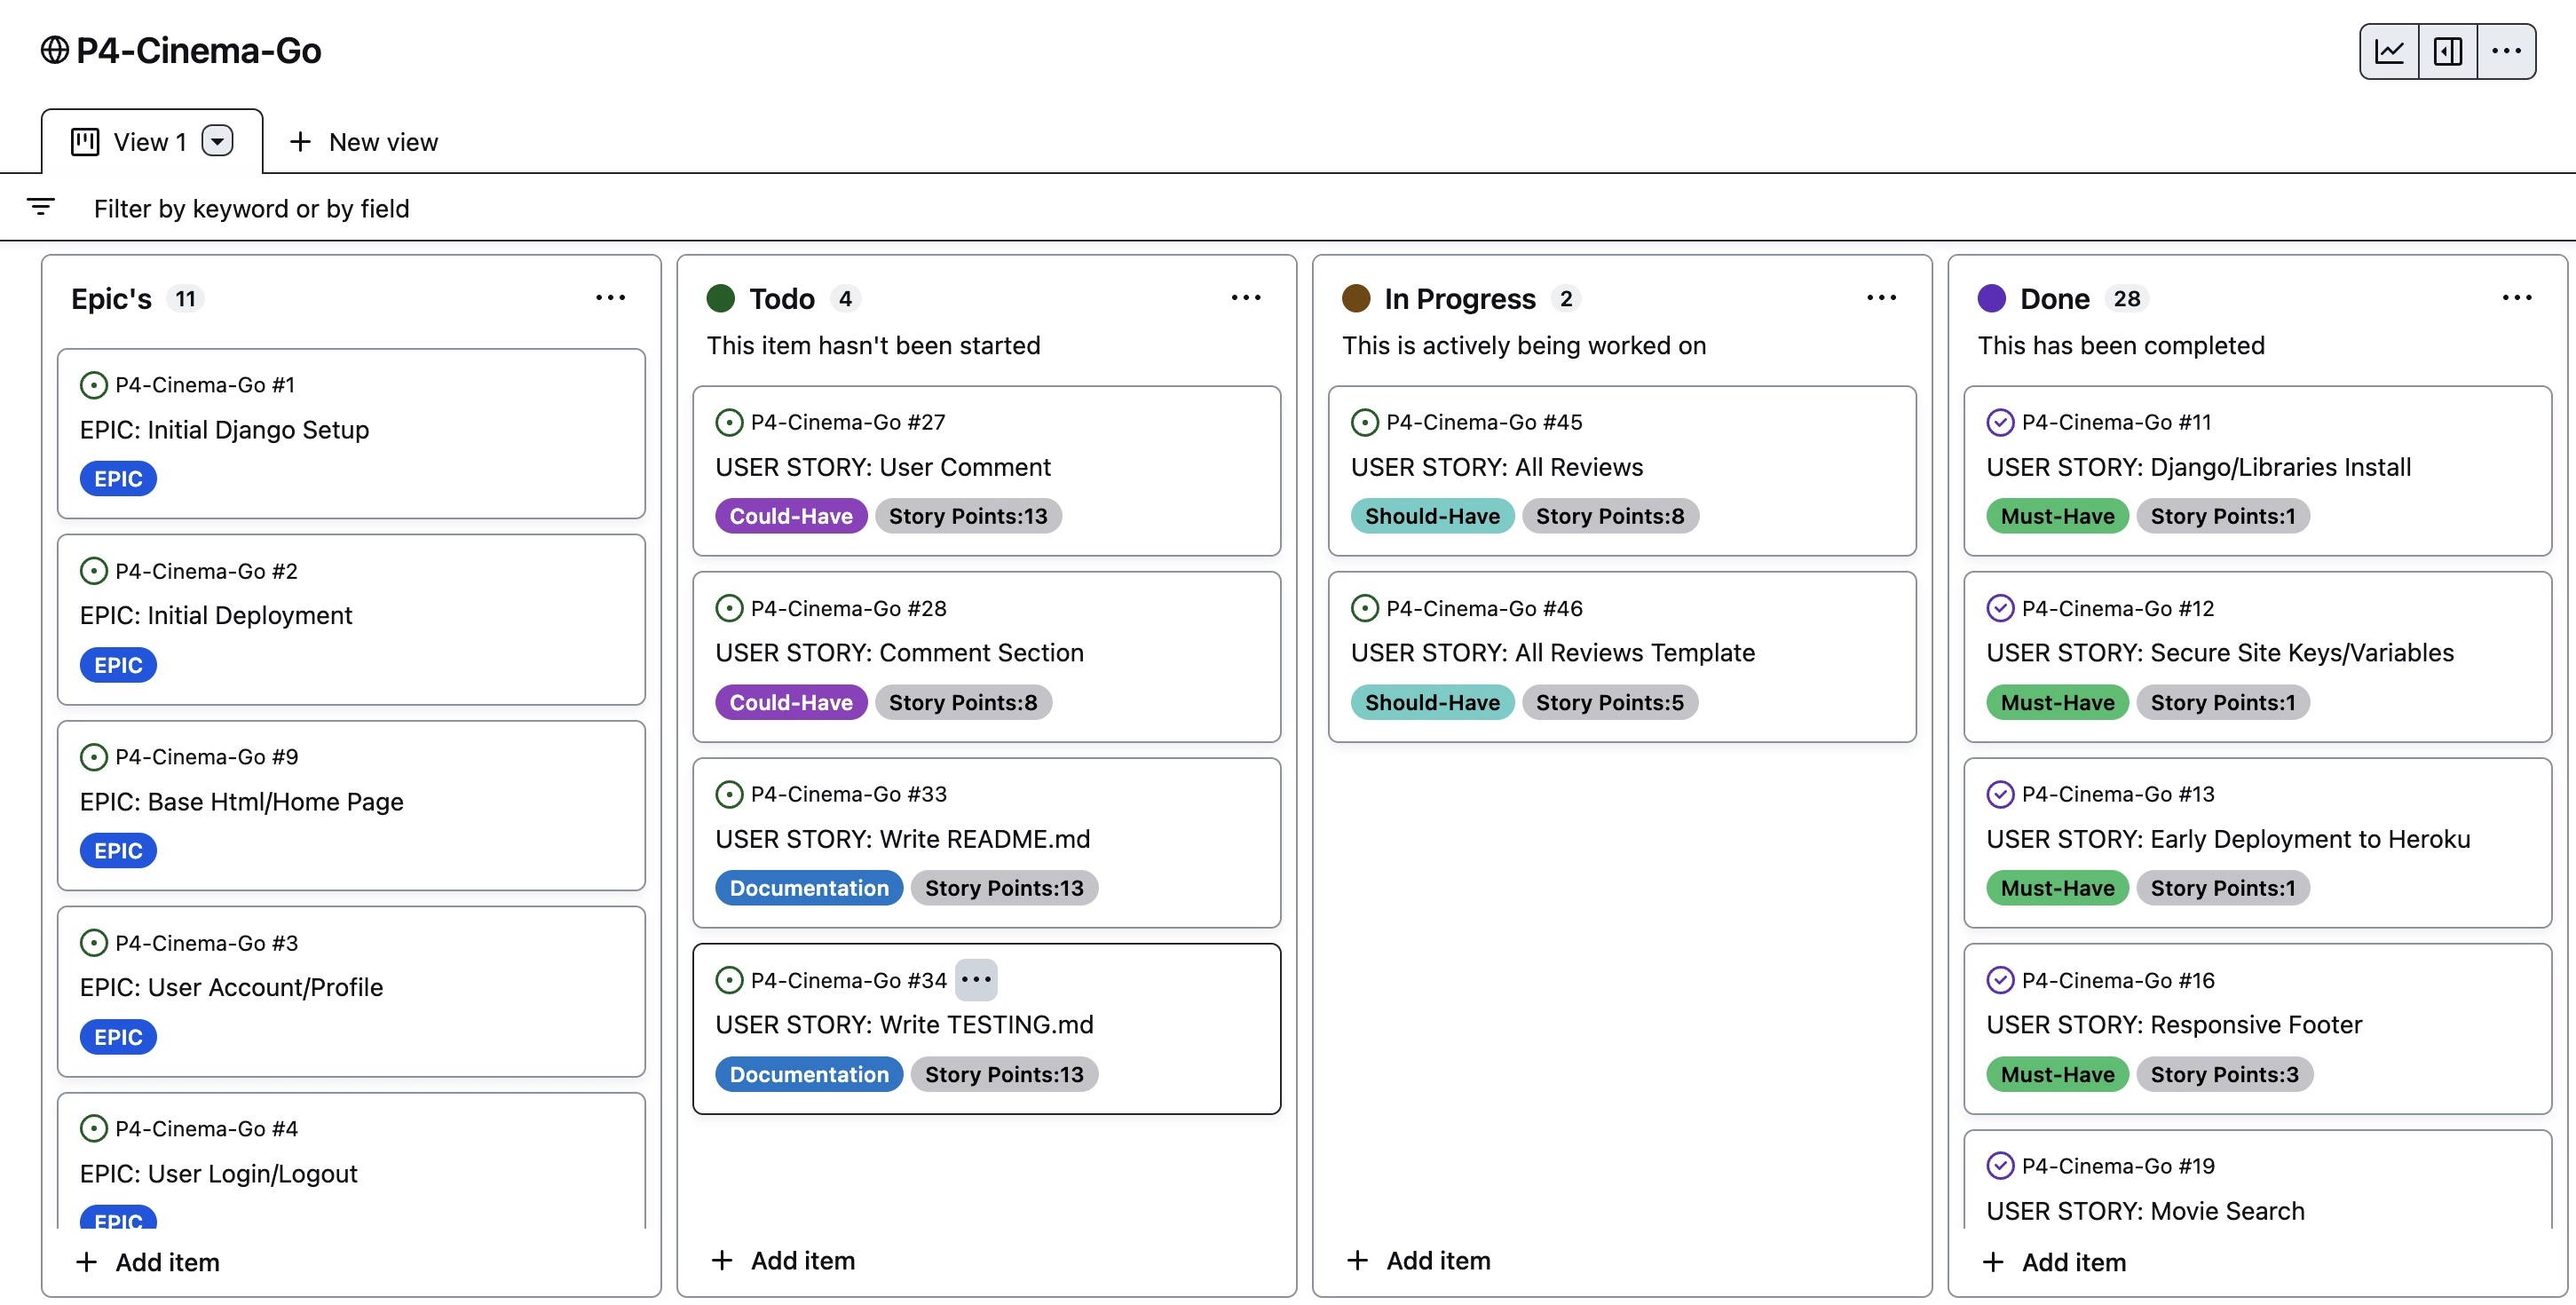 P4-Cinema-Go
View 1
New view
Filter by keyword or by field
Epic's 11
P4-Cinema-Go #1
EPIC: Initial Django Setup
EPIC
P4-Cinema-Go #2
EPIC: Initial Deployment
EPIC
P4-Cinema-Go #9
EPIC: Base Html/Home Page
EPIC
P4-Cinema-Go #3
EPIC: User Account/Profile
EPIC
P4-Cinema-Go #4
EPIC: User Login/Logout
EPIC
Add item
Todo 4
This item hasn't been started
P4-Cinema-Go #27
USER STORY: User Comment
Could-Have Story Points:13
P4-Cinema-Go #28
USER STORY: Comment Section
Could-Have Story Points:8
P4-Cinema-Go #33
USER STORY: Write README.md
Documentation Story Points:13
P4-Cinema-Go #34
USER STORY: Write TESTING.md
Documentation Story Points:13
Add item
In Progress 2
This is actively being worked on
P4-Cinema-Go #45
USER STORY: All Reviews
Should-Have Story Points:8
P4-Cinema-Go #46
USER STORY: All Reviews Template
Should-Have Story Points:5
Add item
Done 28
This has been completed
P4-Cinema-Go #11
USER STORY: Django/Libraries Install
Must-Have Story Points:1
P4-Cinema-Go #12
USER STORY: Secure Site Keys/Variables
Must-Have Story Points:1
P4-Cinema-Go #13
USER STORY: Early Deployment to Heroku
Must-Have Story Points:1
P4-Cinema-Go #16
USER STORY: Responsive Footer
Must-Have Story Points:3
P4-Cinema-Go #19
USER STORY: Movie Search
Add item